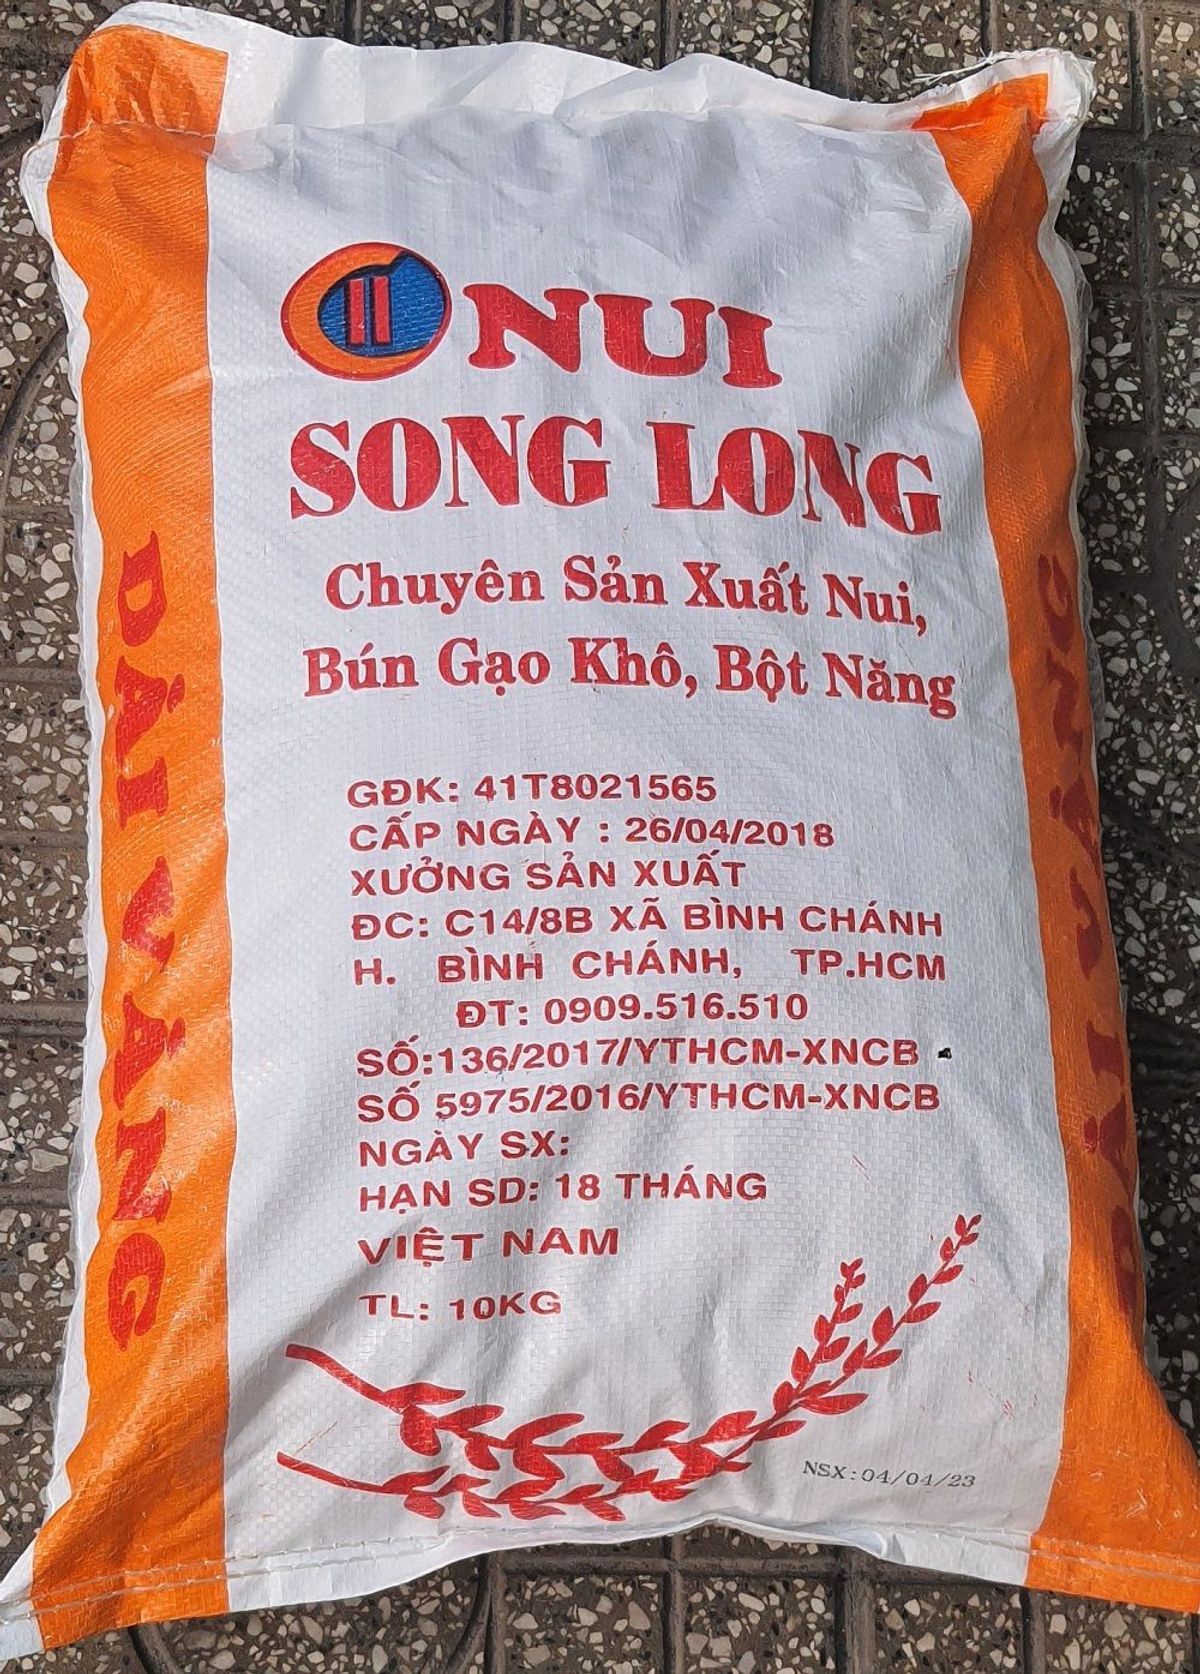 NUI
SONG LONG
Chuyên Sản Xuất Nui,
Bún Gạo Khô, Bột Năng
GĐK: 41T8021565
CẤP NGÀY : 26/04/2018
XƯỞNG SẢN XUẤT
ĐC: C14/8B XÃ BÌNH CHÁNH
H. BÌNH CHÁNH, TP.HCM
ĐT: 0909.516.510
SỐ:136/2017/YTHCM-XNCB
SỐ 5975/2016/YTHCM-XNCB
NGÀY SX:
HẠN SD: 18 THÁNG
VIỆT NAM
TL: 10KG
NSX:04/04/23
DẢI VÀNG
DẢI VÀNG